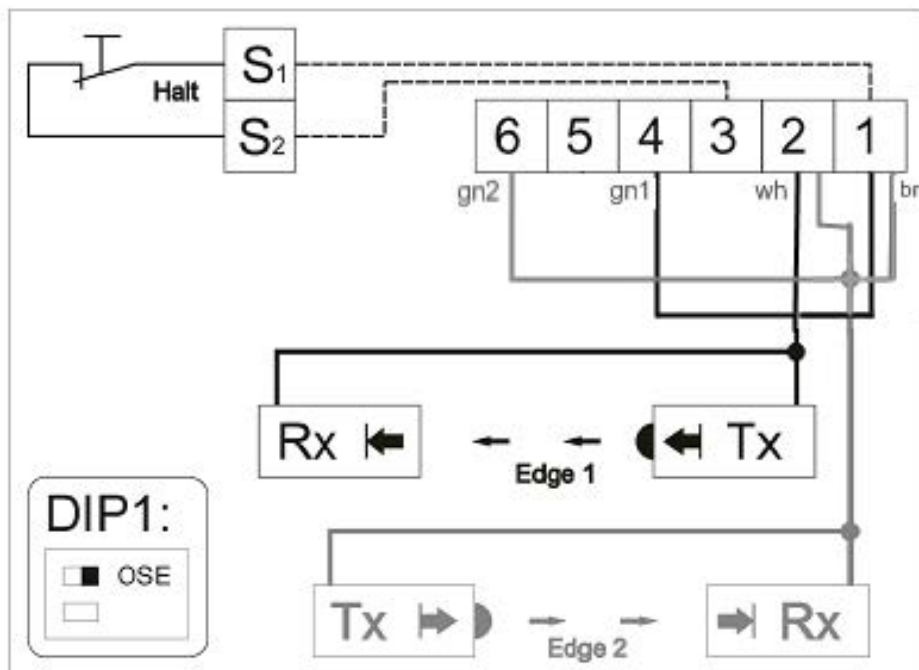 S1
Halt
S2
6 5 4 3 2 1
gn2 gn1 wh br
Rx Tx
Edge 1
DIP1:
OSE
Tx Rx
Edge 2